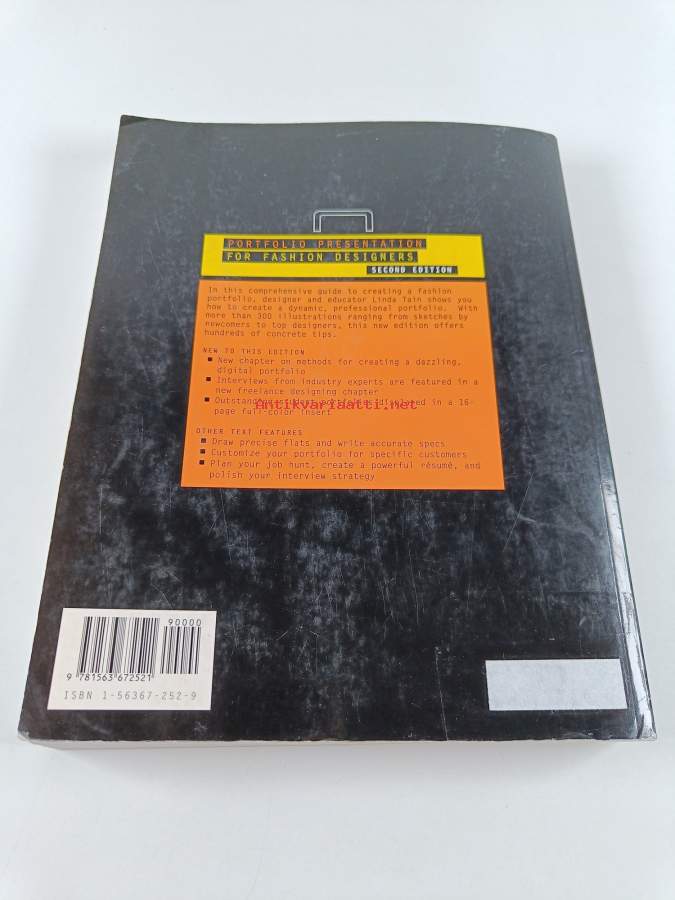 PORTFOLIO PRESENTATION
FOR FASHION DESIGNERS
SECOND EDITION
In this comprehensive guide to creating a fashion
portfolio, designer and educator Linda Tain shows you
how to create a dynamic, professional portfolio. With
more than 300 illustrations ranging from sketches by
newcomers to top designers, this new edition offers
hundreds of concrete tips.
NEW TO THIS EDITION
■ New chapter on methods for creating a dazzling,
digital portfolio
■ Interviews from industry experts are featured in a
new freelance designing chapter
■ Outstanding student portfolios displayed in a 16-
page full-color insert
Antikvariaatti.net
OTHER TEXT FEATURES
■ Draw precise flats and write accurate specs
■ Customize your portfolio for specific customers
■ Plan your job hunt, create a powerful résumé, and
polish your interview strategy
90000
9 781563 672521
ISBN 1-56367-252-9